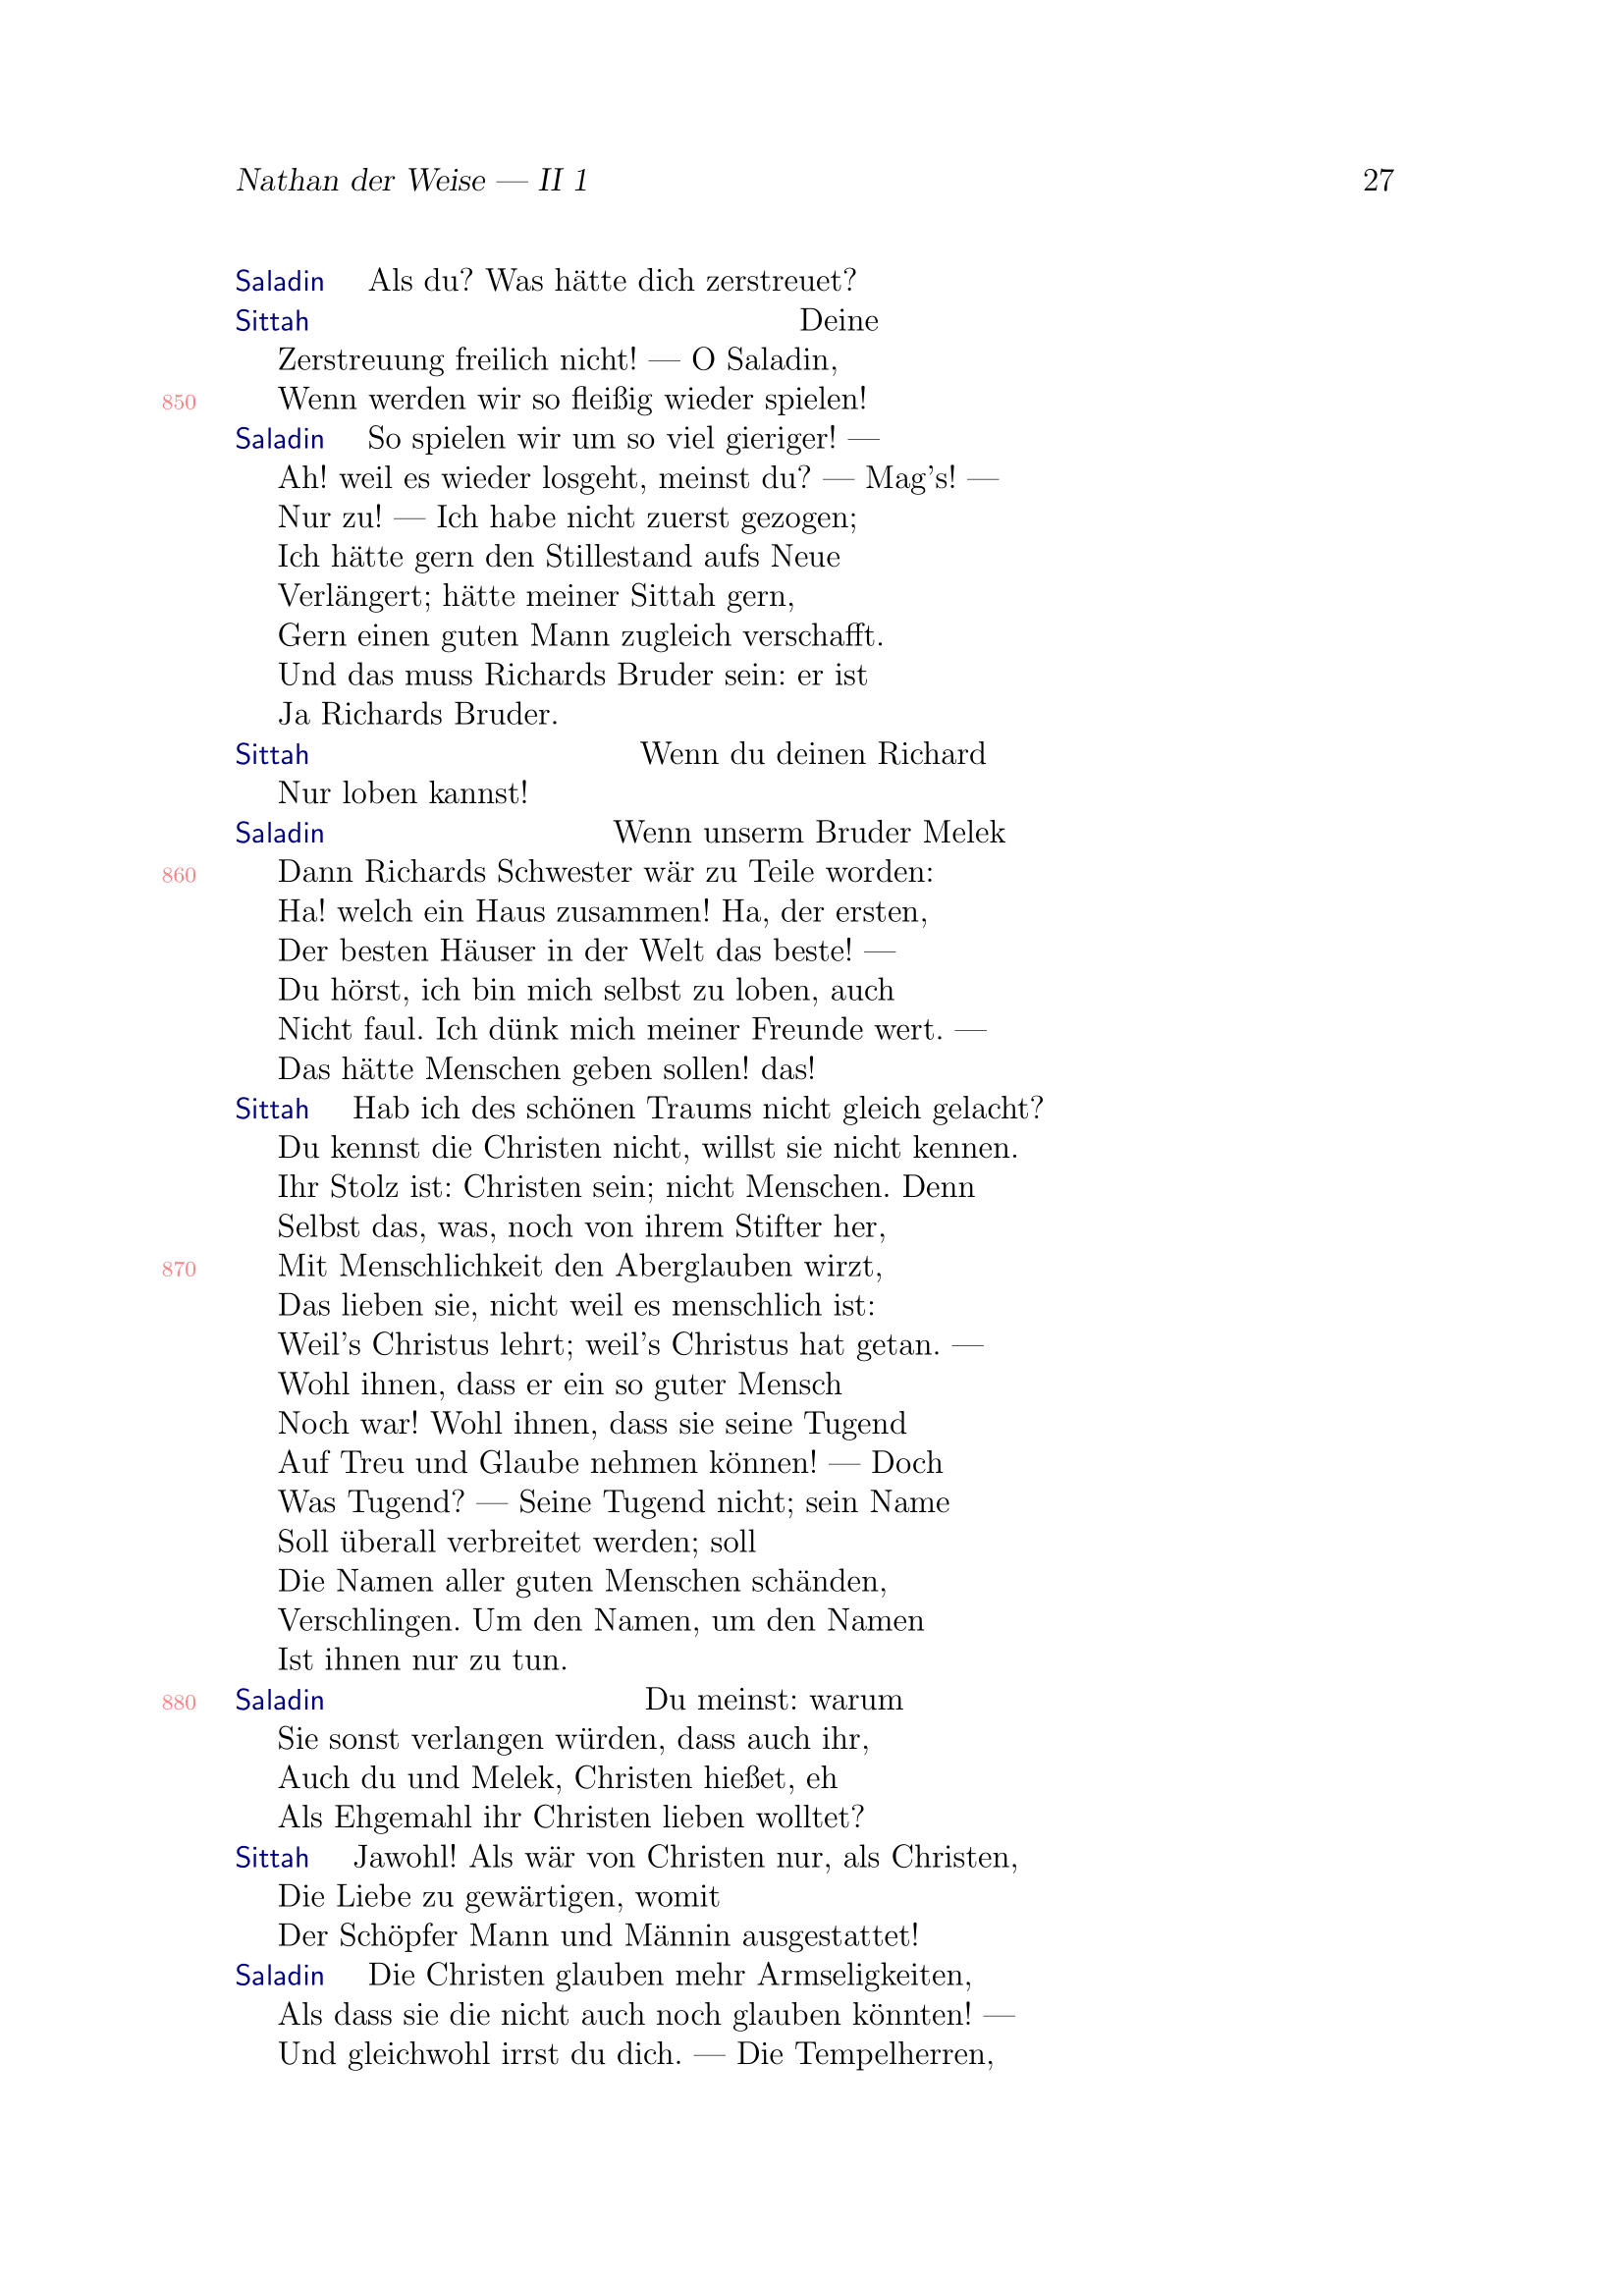 Nathan der Weise — II 1 27
Saladin Als du? Was hätte dich zerstreuet?
Sittah Deine
Zerstreuung freilich nicht! — O Saladin,
850 Wenn werden wir so fleißig wieder spielen!
Saladin So spielen wir um so viel gieriger! —
Ah! weil es wieder losgeht, meinst du? — Mag’s! —
Nur zu! — Ich habe nicht zuerst gezogen;
Ich hätte gern den Stillestand aufs Neue
Verlängert; hätte meiner Sittah gern,
Gern einen guten Mann zugleich verschafft.
Und das muss Richards Bruder sein: er ist
Ja Richards Bruder.
Sittah Wenn du deinen Richard
Nur loben kannst!
Saladin Wenn unserm Bruder Melek
860 Dann Richards Schwester wär zu Teile worden:
Ha! welch ein Haus zusammen! Ha, der ersten,
Der besten Häuser in der Welt das beste! —
Du hörst, ich bin mich selbst zu loben, auch
Nicht faul. Ich dünk mich meiner Freunde wert. —
Das hätte Menschen geben sollen! das!
Sittah Hab ich des schönen Traums nicht gleich gelacht?
Du kennst die Christen nicht, willst sie nicht kennen.
Ihr Stolz ist: Christen sein; nicht Menschen. Denn
Selbst das, was, noch von ihrem Stifter her,
870 Mit Menschlichkeit den Aberglauben wirzt,
Das lieben sie, nicht weil es menschlich ist:
Weil’s Christus lehrt; weil’s Christus hat getan. —
Wohl ihnen, dass er ein so guter Mensch
Noch war! Wohl ihnen, dass sie seine Tugend
Auf Treu und Glaube nehmen können! — Doch
Was Tugend? — Seine Tugend nicht; sein Name
Soll überall verbreitet werden; soll
Die Namen aller guten Menschen schänden,
Verschlingen. Um den Namen, um den Namen
Ist ihnen nur zu tun.
880 Saladin Du meinst: warum
Sie sonst verlangen würden, dass auch ihr,
Auch du und Melek, Christen hießet, eh
Als Ehgemahl ihr Christen lieben wolltet?
Sittah Jawohl! Als wär von Christen nur, als Christen,
Die Liebe zu gewärtigen, womit
Der Schöpfer Mann und Männin ausgestattet!
Saladin Die Christen glauben mehr Armseligkeiten,
Als dass sie die nicht auch noch glauben könnten! —
Und gleichwohl irrst du dich. — Die Tempelherren,